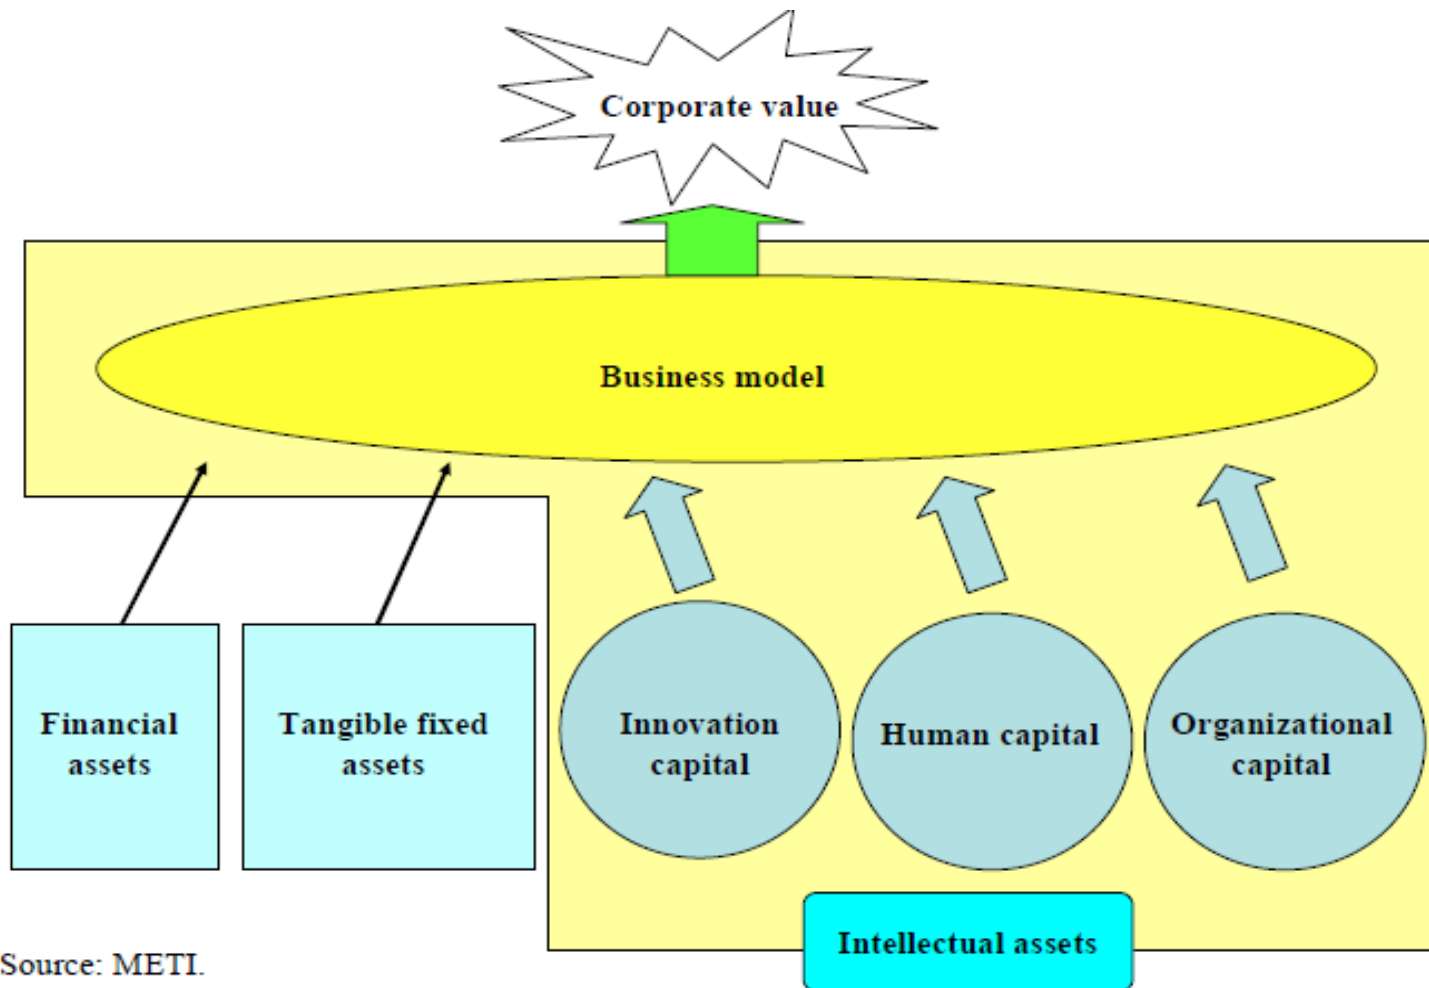 Corporate value
Business model
Financial
assets
Tangible fixed
assets
Innovation
capital
Human capital
Organizational
capital
Intellectual assets
Source: METI.